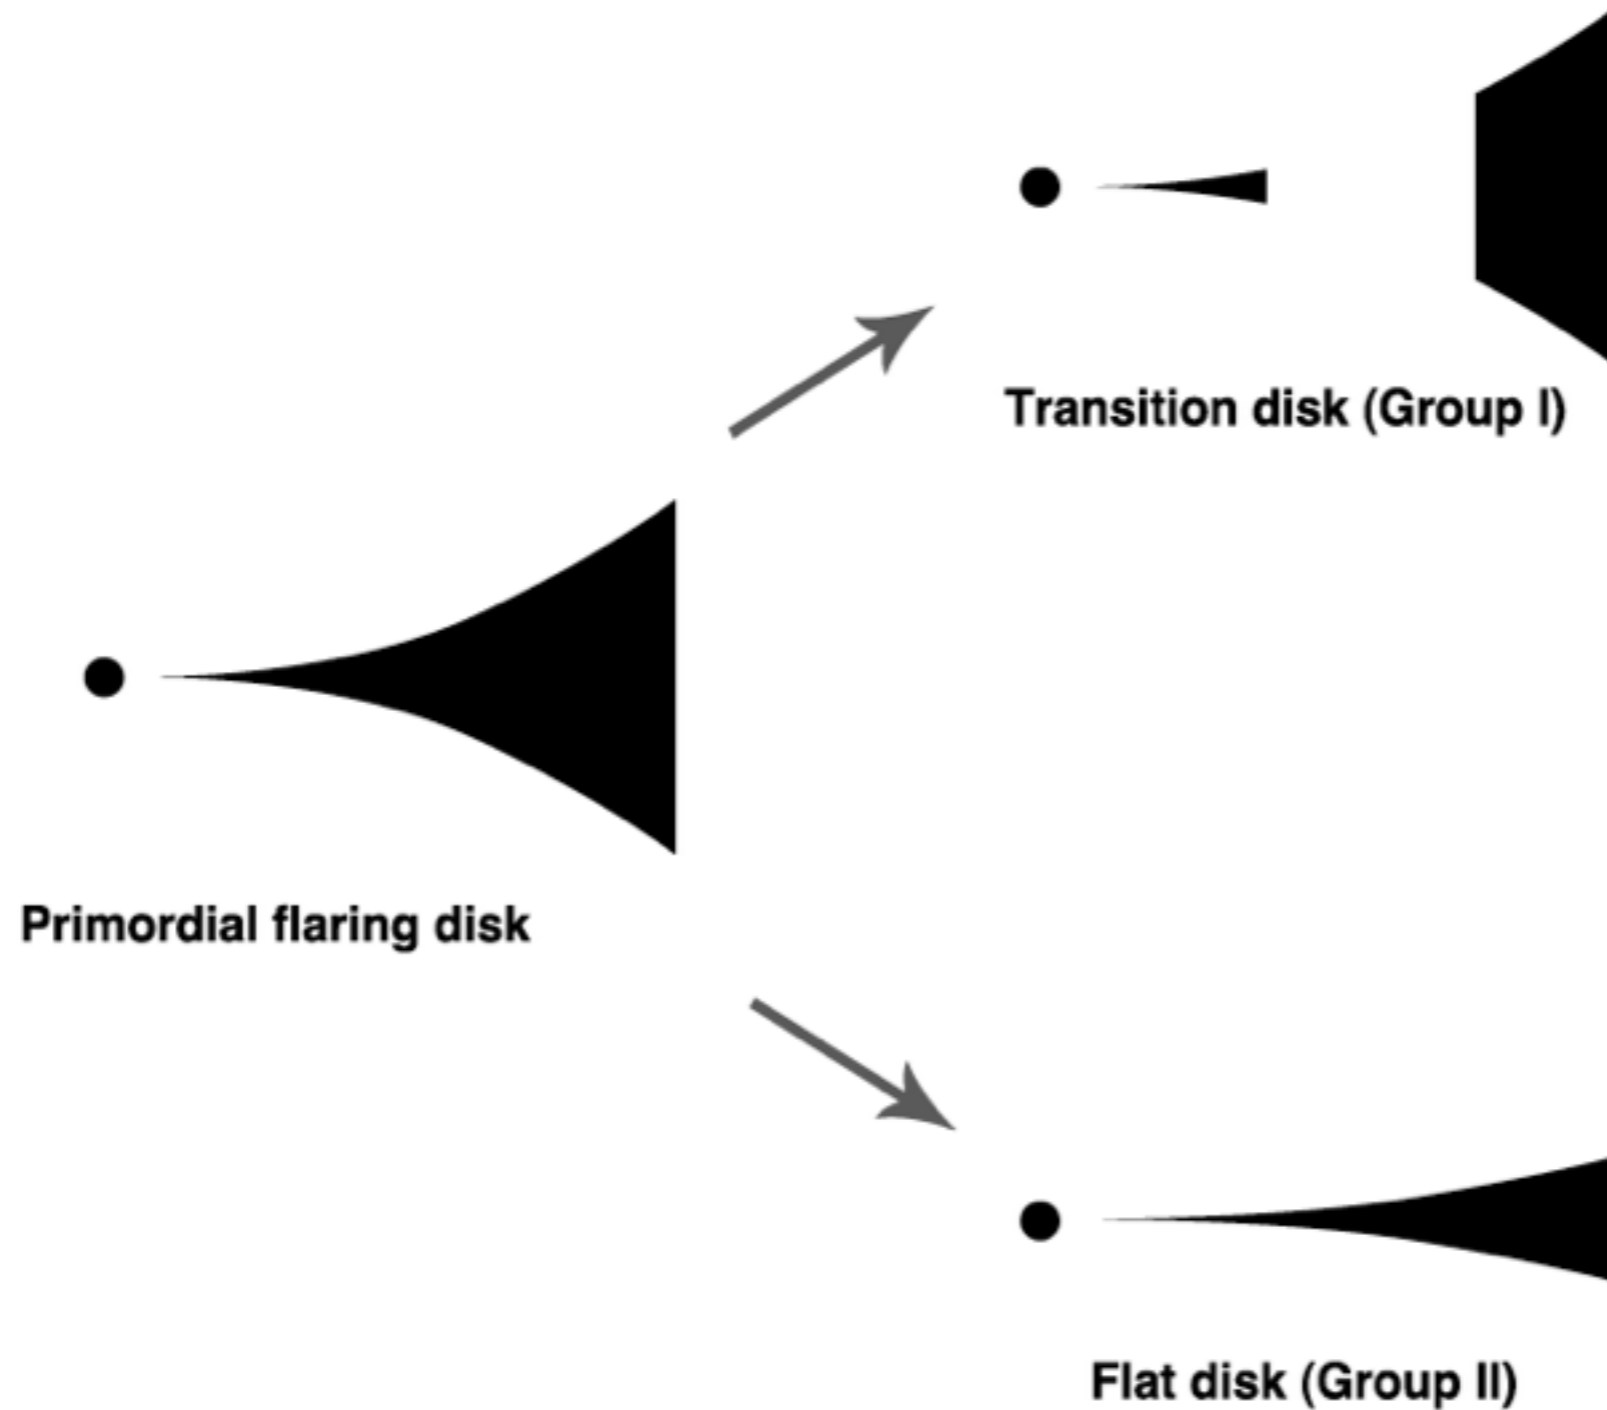 Transition disk (Group I)
Primordial flaring disk
Flat disk (Group II)